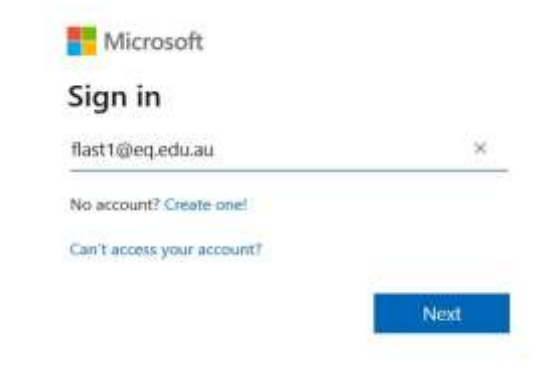 Microsoft
Sign in
flast1@eq.edu.au
No account? Create one!
Can't access your account?
Next